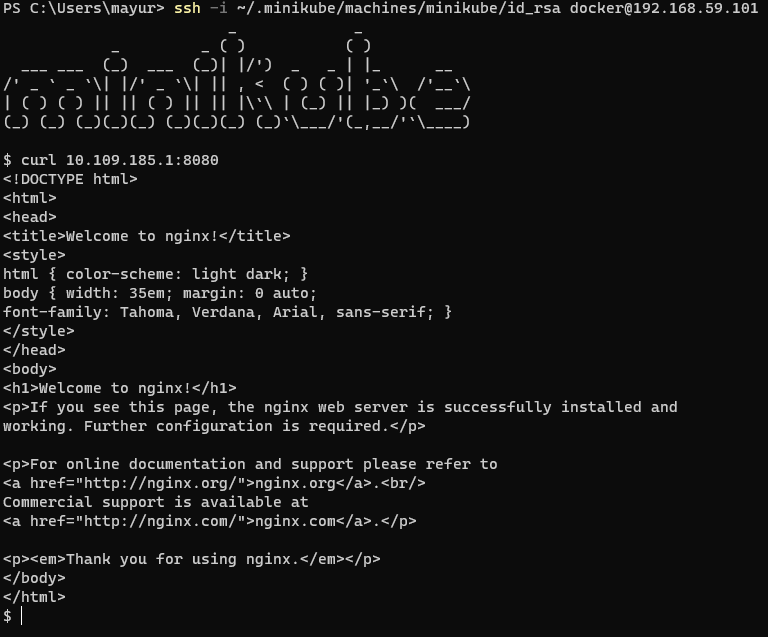 PS C:\Users\mayur> ssh -i ~/.minikube/machines/minikube/id_rsa docker@192.168.59.101
                         _             _
            _         _ ( )           ( )
  ___ ___  (_)  ___  (_)| |/')  _   _ | |_      __
/' _ ` _ `\| |/' _ `\| || , <  ( ) ( )| '_`\  /'__`\
| ( ) ( ) || || ( ) || || |\`\ | (_) || |_) )(  ___/
(_) (_) (_)(_)(_) (_)(_)(_) (_)`\___/'(_,__/'`\____)

$ curl 10.109.185.1:8080
<!DOCTYPE html>
<html>
<head>
<title>Welcome to nginx!</title>
<style>
html { color-scheme: light dark; }
body { width: 35em; margin: 0 auto;
font-family: Tahoma, Verdana, Arial, sans-serif; }
</style>
</head>
<body>
<h1>Welcome to nginx!</h1>
<p>If you see this page, the nginx web server is successfully installed and
working. Further configuration is required.</p>

<p>For online documentation and support please refer to
<a href="http://nginx.org/">nginx.org</a>.<br/>
Commercial support is available at
<a href="http://nginx.com/">nginx.com</a>.</p>

<p><em>Thank you for using nginx.</em></p>
</body>
</html>
$